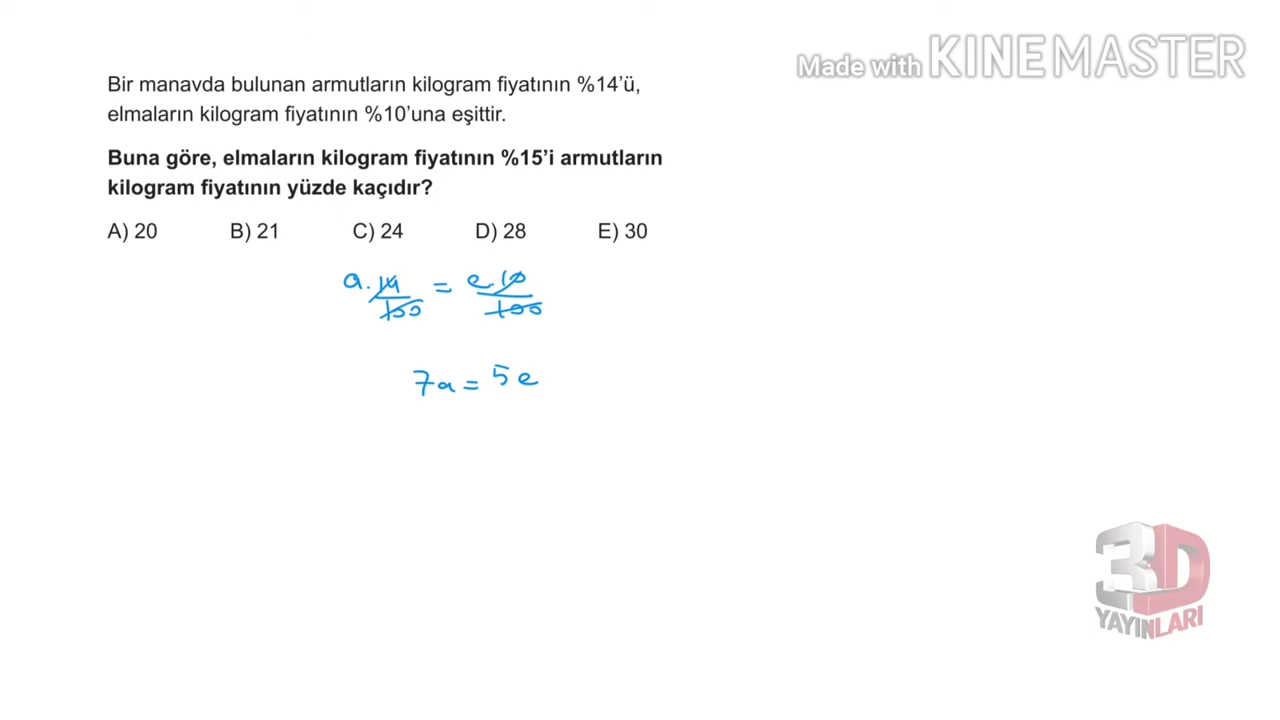 Made with KINEMASTER
Bir manavda bulunan armutların kilogram fiyatının %14'ü,
elmaların kilogram fiyatının %10'una eşittir.
Buna göre, elmaların kilogram fiyatının %15'i armutların
kilogram fiyatının yüzde kaçıdır?
A) 20 B) 21 C) 24 D) 28 E) 30
a.14/100 = e.10/100
7a = 5e
3D
YAYINLARI